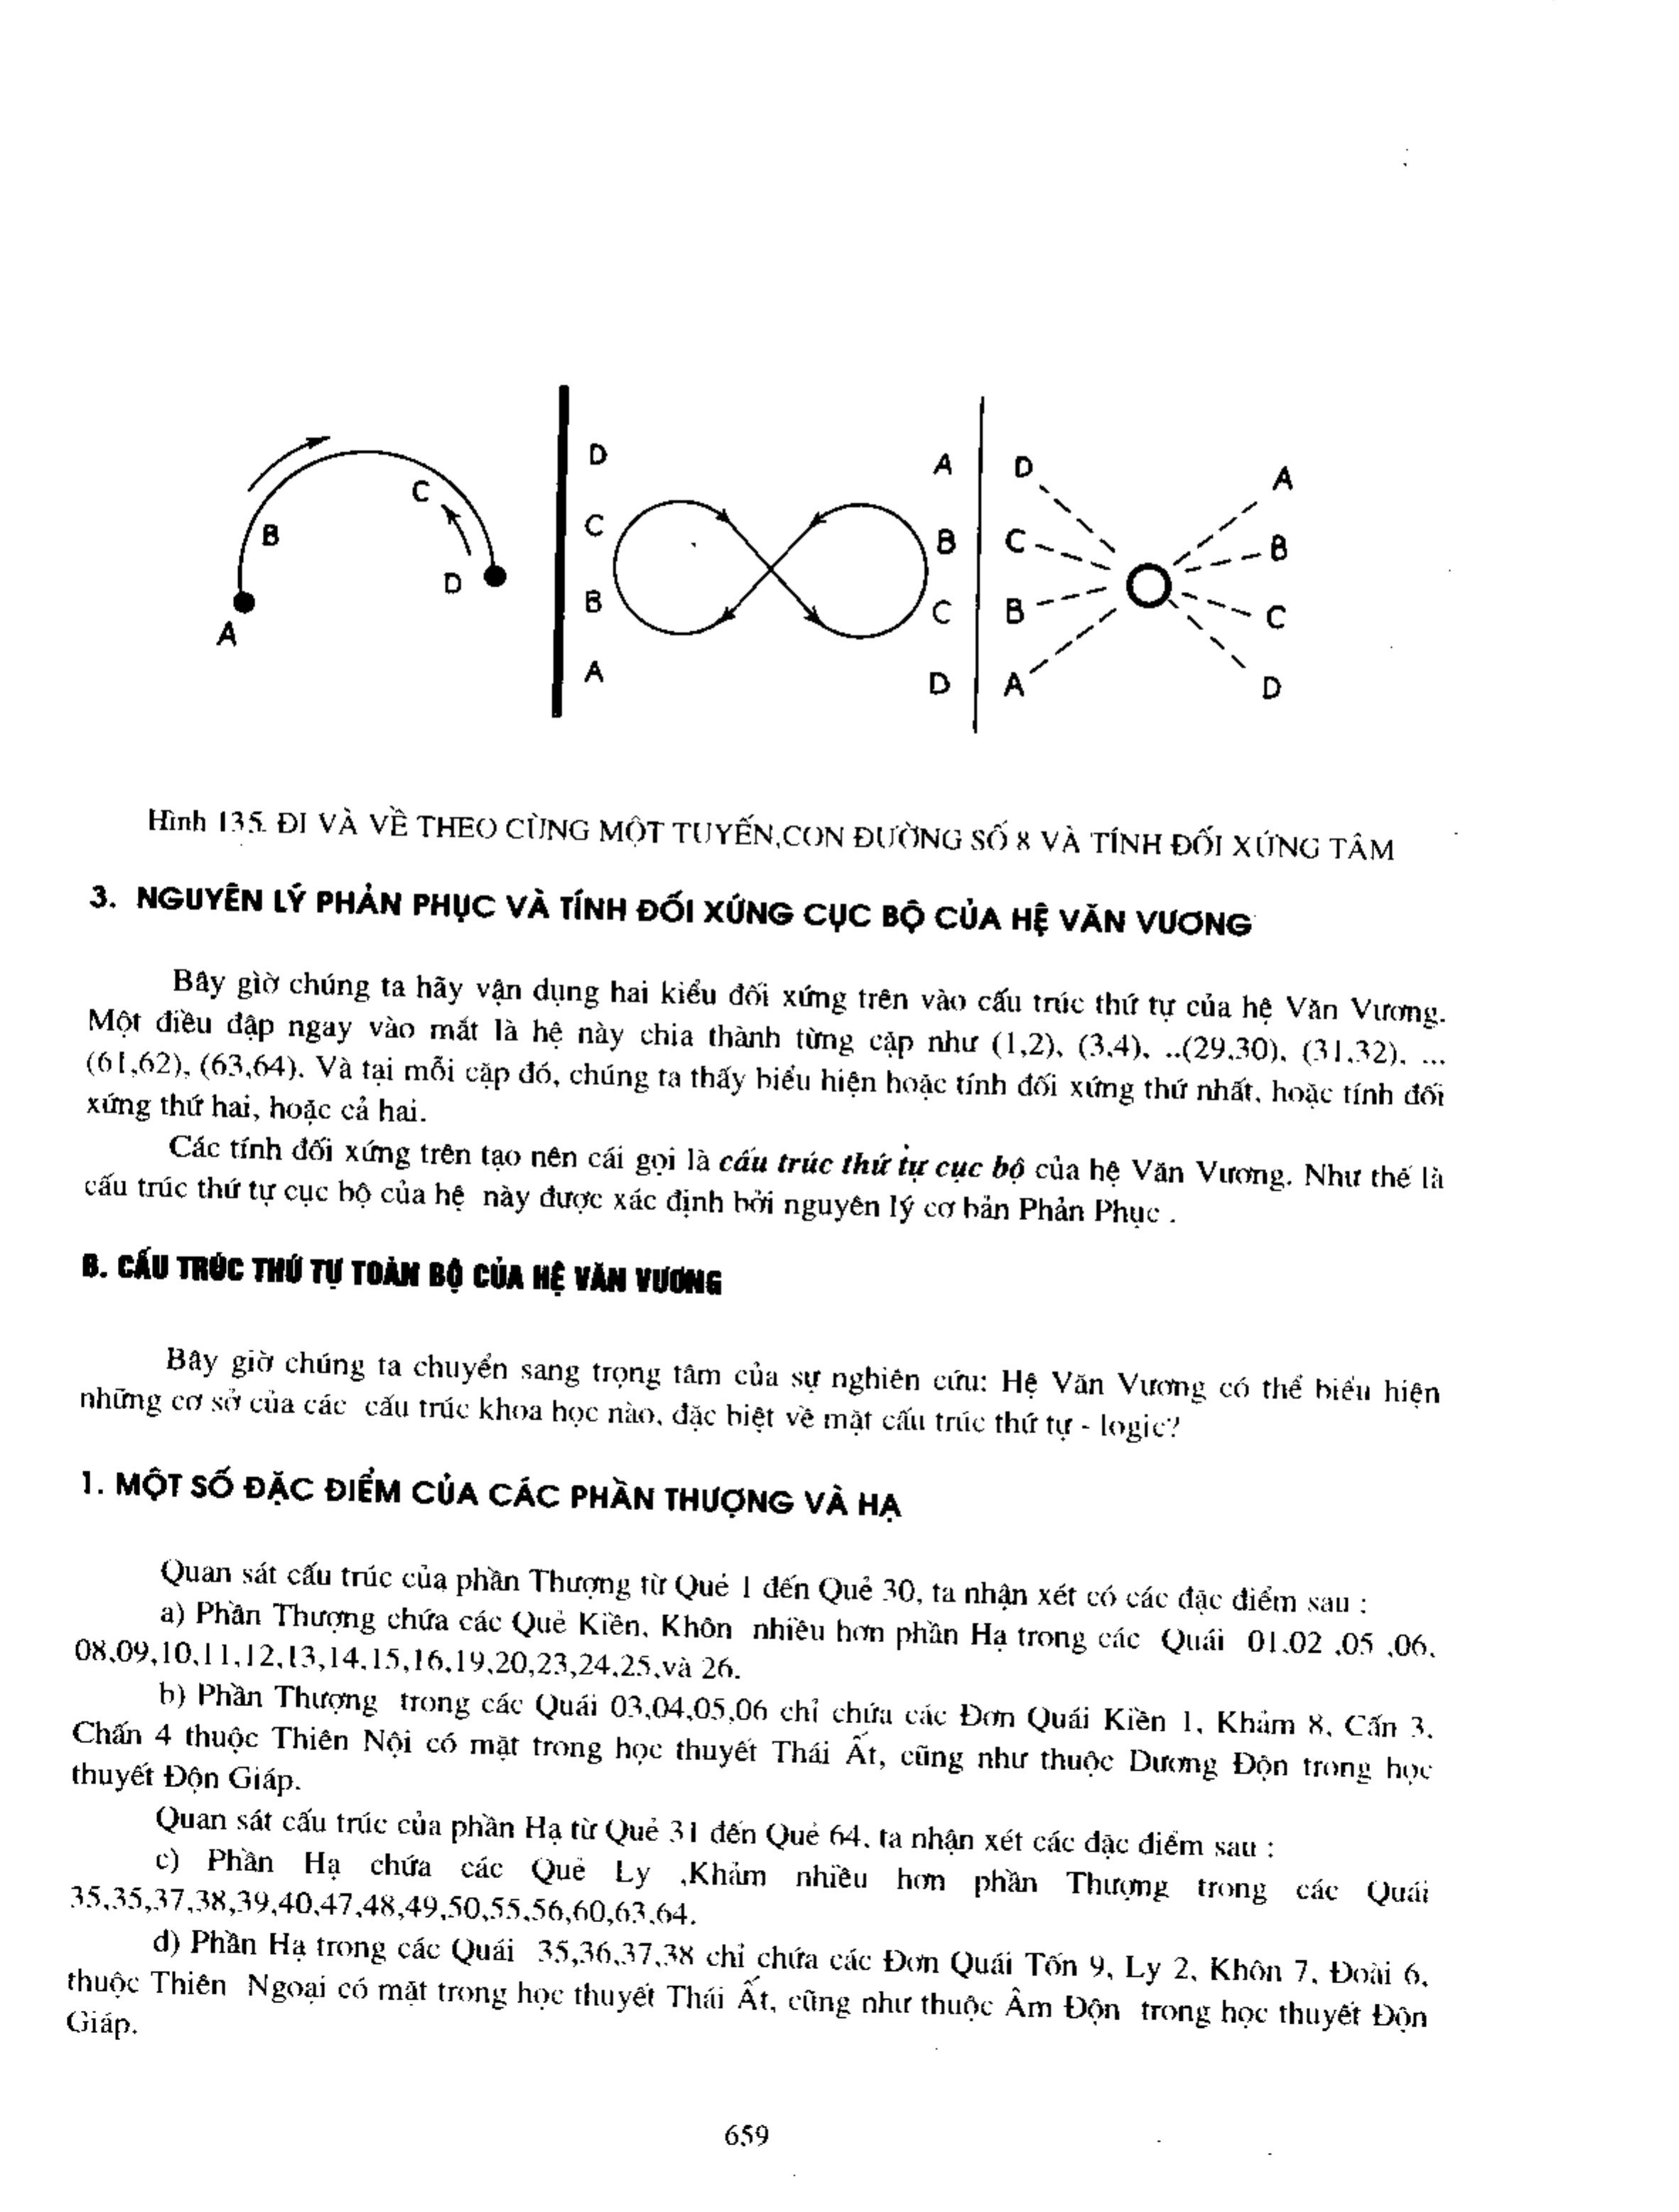 D A D A
C B C B
B C B C
A D A D
A B C D
Hình 135. ĐI VÀ VỀ THEO CÙNG MỘT TUYẾN,CON ĐƯỜNG SỐ 8 VÀ TÍNH ĐỐI XỨNG TÂM
3. NGUYÊN LÝ PHẢN PHỤC VÀ TÍNH ĐỐI XỨNG CỤC BỘ CỦA HỆ VĂN VƯƠNG
Bây giờ chúng ta hãy vận dụng hai kiểu đối xứng trên vào cấu trúc thứ tự của hệ Văn Vương.
Một điều đập ngay vào mắt là hệ này chia thành từng cặp như (1,2), (3,4), ..(29,30), (31,32), ...
(61,62), (63,64). Và tại mỗi cặp đó, chúng ta thấy biểu hiện hoặc tính đối xứng thứ nhất, hoặc tính đối
xứng thứ hai, hoặc cả hai.
Các tính đối xứng trên tạo nên cái gọi là cấu trúc thứ tự cục bộ của hệ Văn Vương. Như thế là
cấu trúc thứ tự cục bộ của hệ này được xác định bởi nguyên lý cơ bản Phản Phục .
B. CẤU TRÚC THỨ TỰ TOÀN BỘ CỦA HỆ VĂN VƯƠNG
Bây giờ chúng ta chuyển sang trọng tâm của sự nghiên cứu: Hệ Văn Vương có thể biểu hiện
những cơ sở của các cấu trúc khoa học nào, đặc biệt về mặt cấu trúc thứ tự - logic?
1. MỘT SỐ ĐẶC ĐIỂM CỦA CÁC PHẦN THƯỢNG VÀ HẠ
Quan sát cấu trúc của phần Thượng từ Quẻ 1 đến Quẻ 30, ta nhận xét có các đặc điểm sau :
a) Phần Thượng chứa các Quẻ Kiền, Khôn nhiều hơn phần Hạ trong các Quái 01,02 ,05 ,06,
08,09,10,11,12,13,14,15,16,19,20,23,24,25,và 26.
b) Phần Thượng trong các Quái 03,04,05,06 chỉ chứa các Đơn Quái Kiền 1, Khảm 8, Cấn 3,
Chấn 4 thuộc Thiên Nội có mặt trong học thuyết Thái Ất, cũng như thuộc Dương Độn trong học
thuyết Độn Giáp.
Quan sát cấu trúc của phần Hạ từ Quẻ 31 đến Quẻ 64, ta nhận xét các đặc điểm sau :
c) Phần Hạ chứa các Quẻ Ly ,Khảm nhiều hơn phần Thượng trong các Quái
35,35,37,38,39,40,47,48,49,50,55,56,60,63,64.
d) Phần Hạ trong các Quái 35,36,37,38 chỉ chứa các Đơn Quái Tốn 9, Ly 2, Khôn 7, Đoài 6,
thuộc Thiên Ngoại có mặt trong học thuyết Thái Ất, cũng như thuộc Âm Độn trong học thuyết Độn
Giáp.
659